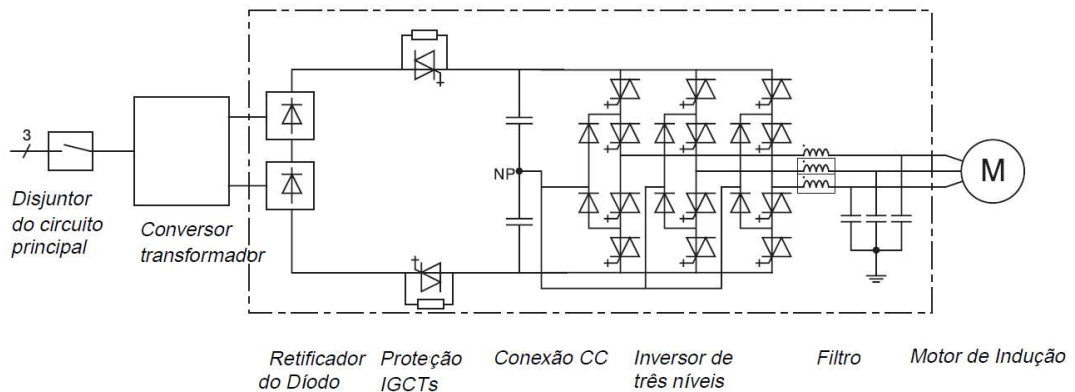 3
NP
M
Disjuntor
do circuito
principal
Conversor
transformador
Retificador
do Díodo
Proteção
IGCTs
Conexão CC
Inversor de
três níveis
Filtro
Motor de Indução